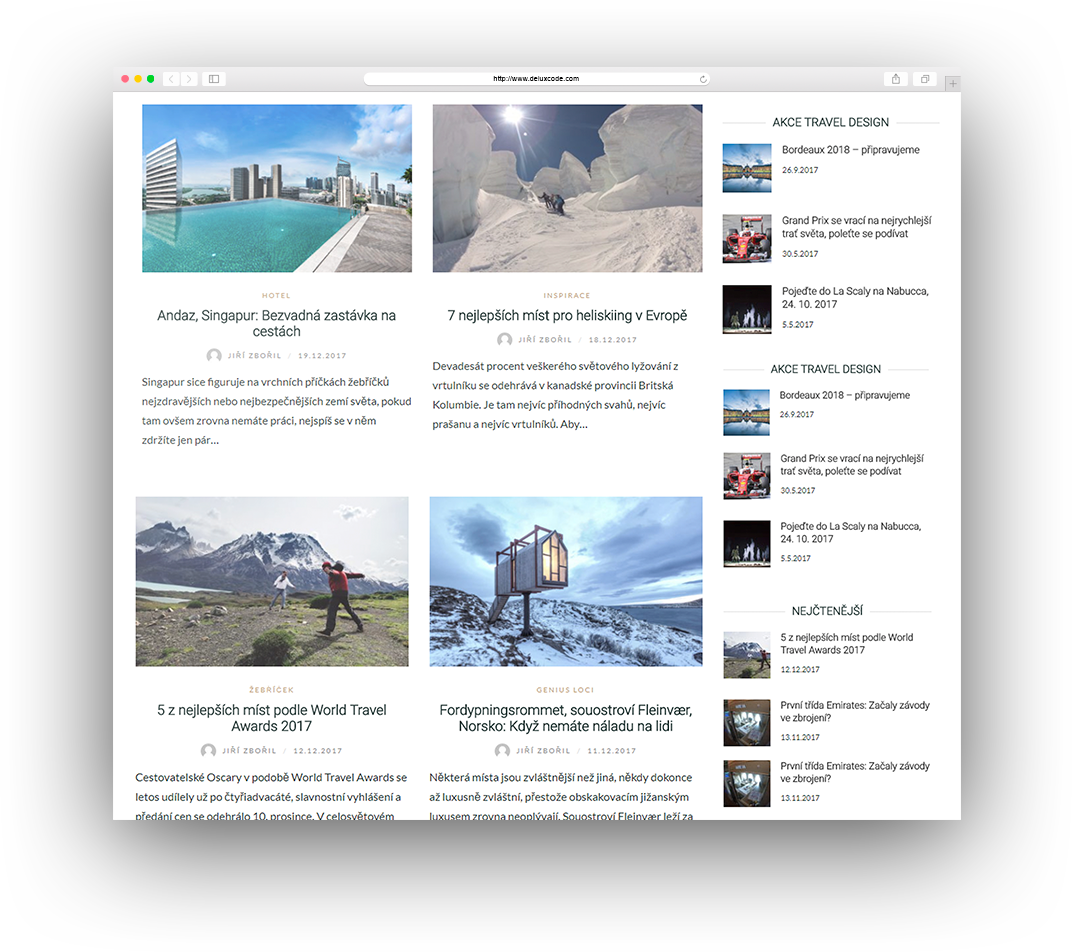 http://www.deluxcode.com
HOTEL
Andaz, Singapur: Bezvadná zastávka na
cestách
JIŘÍ ZBOŘIL / 19.12.2017
Singapur sice figuruje na vrchních příčkách žebříčků
nejzdravějších nebo nejbezpečnějších zemí světa, pokud
tam ovšem zrovna nemáte práci, nejspíš se v něm
zdržíte jen pár...
INSPIRACE
7 nejlepších míst pro heliskiing v Evropě
JIŘÍ ZBOŘIL / 18.12.2017
Devadesát procent veškerého světového lyžování z
vrtulníku se odehrává v kanadské provincii Britská
Kolumbie. Je tam nejvíc příhodných svahů, nejvíc
prašanu a nejvíc vrtulníků. Aby...
ŽEBŘÍČEK
5 z nejlepších míst podle World Travel
Awards 2017
JIŘÍ ZBOŘIL / 12.12.2017
Cestovatelské Oscary v podobě World Travel Awards se
letos udílely už po čtyřiadvacáté, slavnostní vyhlášení a
předání cen se odehrálo 10. prosince. V celosvětovém
GENIUS LOCI
Fordypningsrommet, souostroví Fleinvær,
Norsko: Když nemáte náladu na lidi
JIŘÍ ZBOŘIL / 11.12.2017
Některá místa jsou zvláštnější než jiná, někdy dokonce
až luxusně zvláštní, přestože obskakovacím jižanským
luxusem zrovna neoplývají. Souostroví Fleinvær leží za
AKCE TRAVEL DESIGN
Bordeaux 2018 – připravujeme
26.9.2017
Grand Prix se vrací na nejrychlejší
trať světa, poleťte se podívat
30.5.2017
Pojeďte do La Scaly na Nabucca,
24. 10. 2017
5.5.2017
AKCE TRAVEL DESIGN
Bordeaux 2018 – připravujeme
26.9.2017
Grand Prix se vrací na nejrychlejší
trať světa, poleťte se podívat
30.5.2017
Pojeďte do La Scaly na Nabucca,
24. 10. 2017
5.5.2017
NEJČTENĚJŠÍ
5 z nejlepších míst podle World
Travel Awards 2017
12.12.2017
První třída Emirates: Začaly závody
ve zbrojení?
13.11.2017
První třída Emirates: Začaly závody
ve zbrojení?
13.11.2017